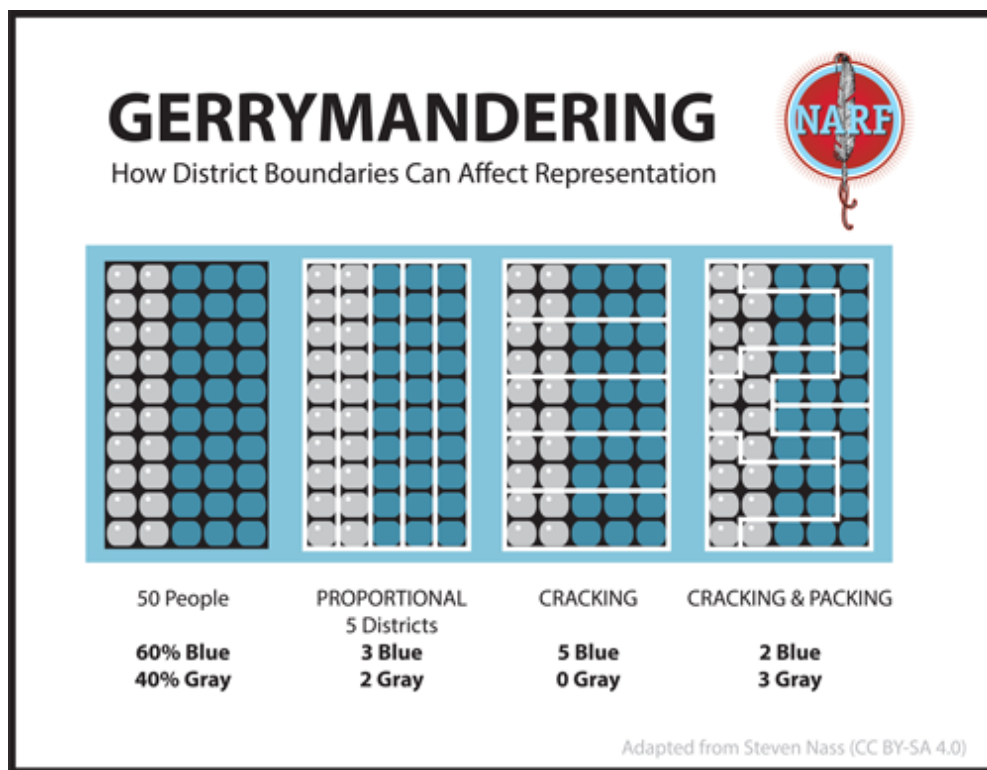 GERRYMANDERING
NARF
How District Boundaries Can Affect Representation
50 People
60% Blue
40% Gray
PROPORTIONAL
5 Districts
3 Blue
2 Gray
CRACKING
5 Blue
0 Gray
CRACKING & PACKING
2 Blue
3 Gray
Adapted from Steven Nass (CC BY-SA 4.0)